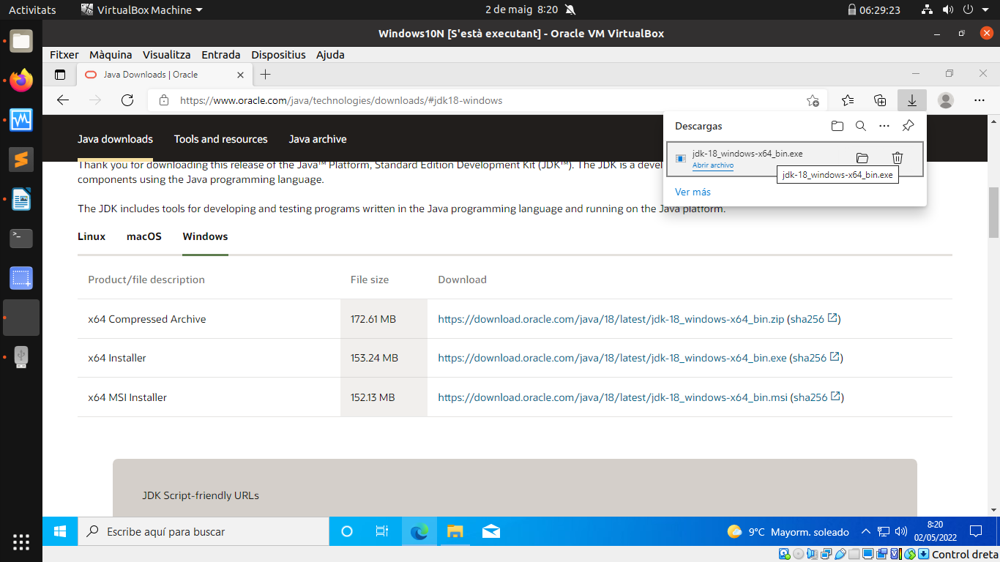 Activitats VirtualBox Machine 2 de maig 8:20 06:29:23
Windows10N [S'està executant] - Oracle VM VirtualBox
Fitxer Màquina Visualitza Entrada Dispositius Ajuda
Java Downloads | Oracle
https://www.oracle.com/java/technologies/downloads/#jdk18-windows
Java downloads Tools and resources Java archive
Descargas
jdk-18_windows-x64_bin.exe
Abrir archivo
jdk-18_windows-x64_bin.exe
Ver más
Thank you for downloading this release of the Java™ Platform, Standard Edition Development Kit (JDK™). The JDK is a devel
components using the Java programming language.
The JDK includes tools for developing and testing programs written in the Java programming language and running on the Java platform.
Linux macOS Windows
Product/file description File size Download
x64 Compressed Archive 172.61 MB https://download.oracle.com/java/18/latest/jdk-18_windows-x64_bin.zip (sha256)
x64 Installer 153.24 MB https://download.oracle.com/java/18/latest/jdk-18_windows-x64_bin.exe (sha256)
x64 MSI Installer 152.13 MB https://download.oracle.com/java/18/latest/jdk-18_windows-x64_bin.msi (sha256)
JDK Script-friendly URLs
Escribe aquí para buscar 9°C Mayorm. soleado 8:20
02/05/2022
Control dreta